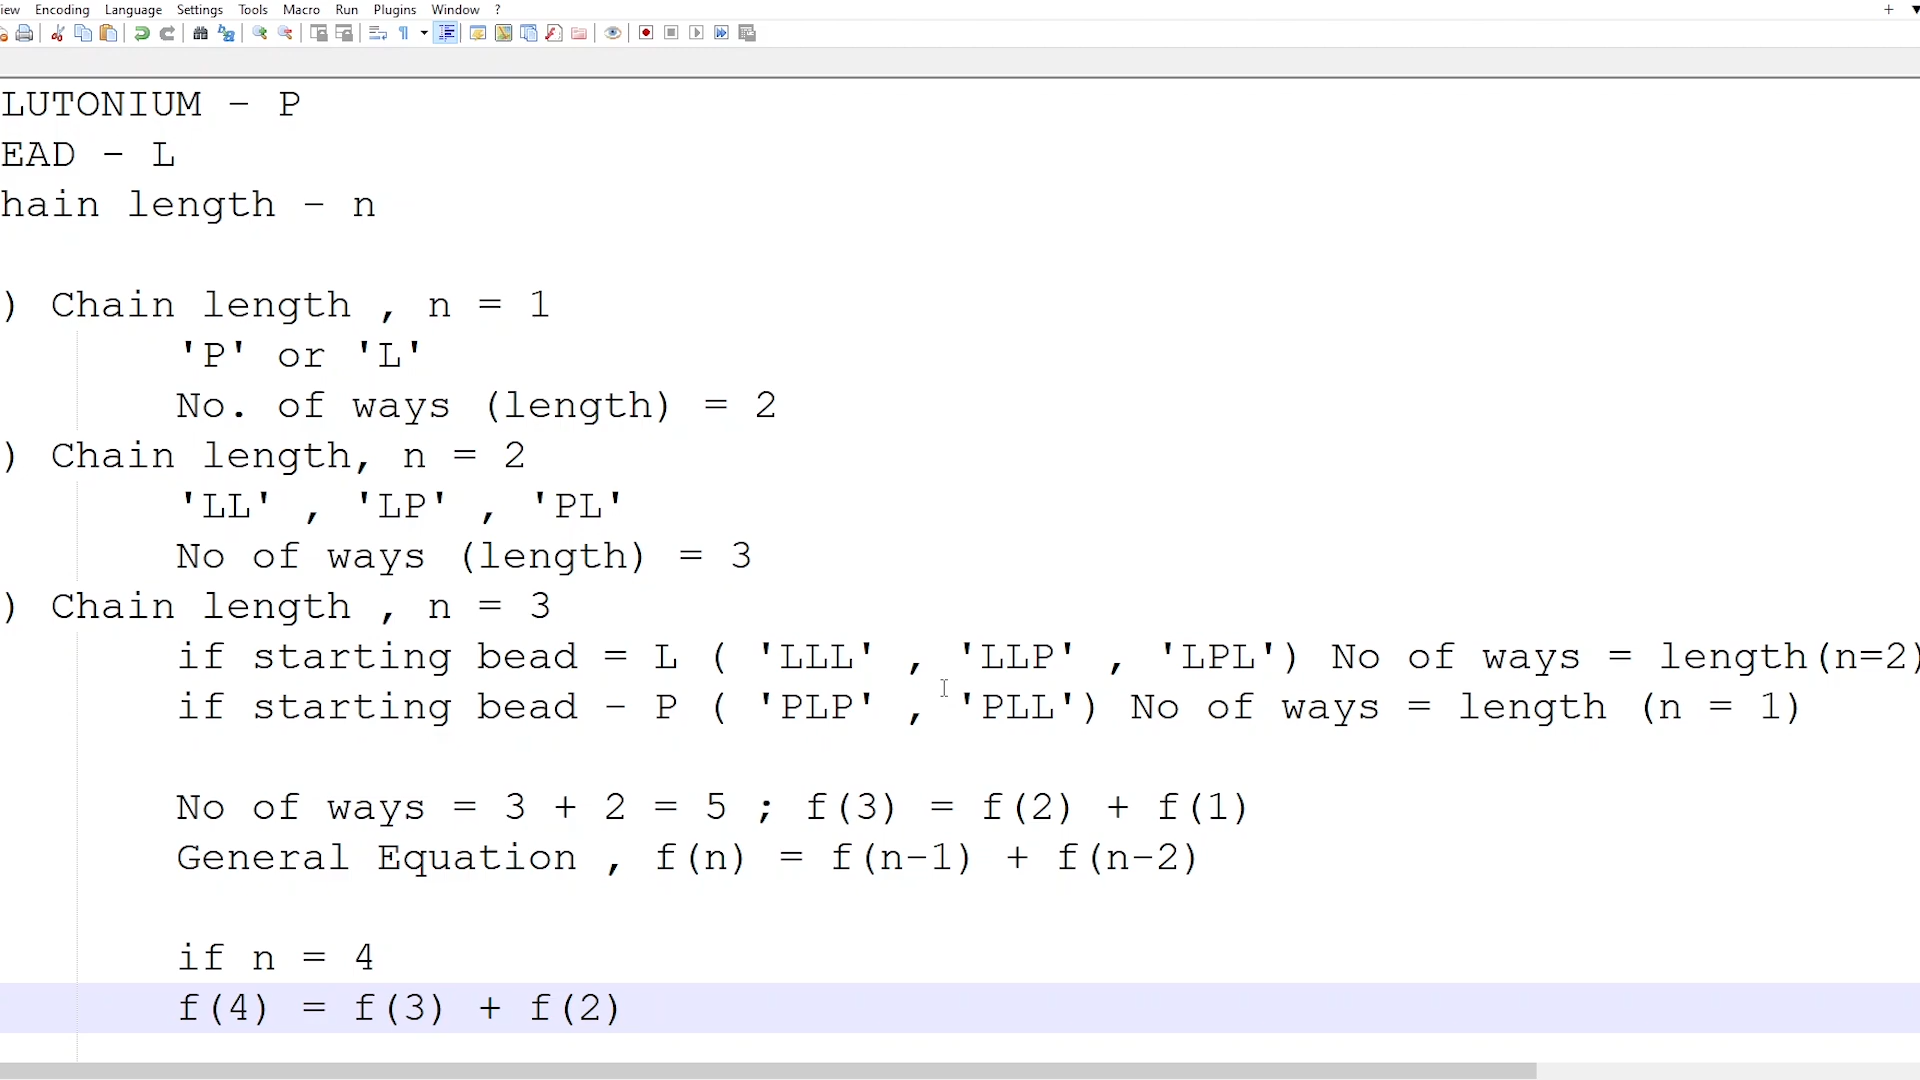 iew Encoding Language Settings Tools Macro Run Plugins Window ?
LUTONIUM - P
EAD - L
hain length - n
) Chain length , n = 1
'P' or 'L'
No. of ways (length) = 2
) Chain length, n = 2
'LL' , 'LP' , 'PL'
No of ways (length) = 3
) Chain length , n = 3
if starting bead = L ( 'LLL' , 'LLP' , 'LPL') No of ways = length(n=2)
if starting bead - P ( 'PLP' , 'PLL') No of ways = length (n = 1)
No of ways = 3 + 2 = 5 ; f(3) = f(2) + f(1)
General Equation , f(n) = f(n-1) + f(n-2)
if n = 4
f(4) = f(3) + f(2)